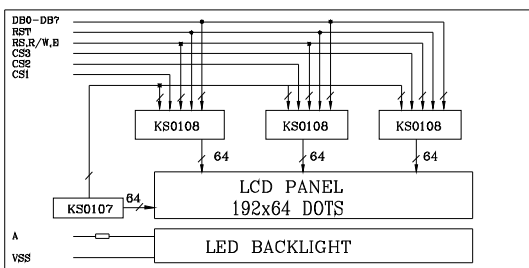 DB0-DB7
RST
RS,R/W,E
CS3
CS2
CS1
KS0108 KS0108 KS0108
64 64 64
LCD PANEL
192x64 DOTS
64
KS0107
A
LED BACKLIGHT
VSS